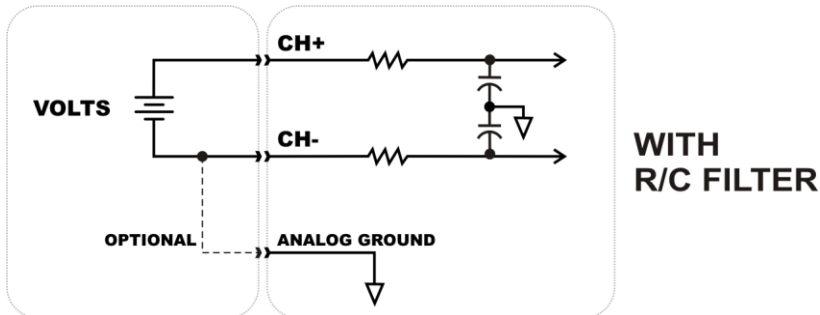 CH+
VOLTS
CH-
WITH
R/C FILTER
OPTIONAL
ANALOG GROUND